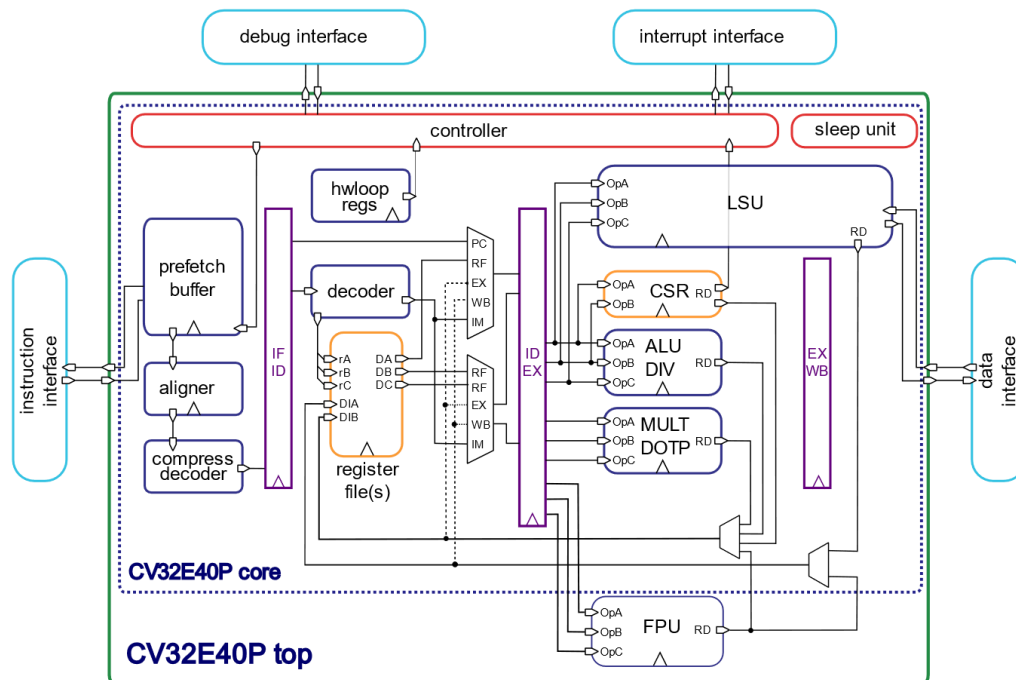 debug interface
interrupt interface
controller
sleep unit
hwloop
regs
OpA
OpB
OpC
LSU
RD
prefetch
buffer
decoder
PC
RF
EX
WB
IM
OpA
OpB
CSR
RD
instruction
interface
IF
ID
rA
rB
rC
DIA
DIB
DA
DB
DC
RF
RF
EX
WB
IM
ID
EX
OpA
OpB
OpC
ALU
DIV
RD
EX
WB
data
interface
aligner
OpA
OpB
OpC
MULT
DOTP
RD
compress
decoder
register
file(s)
CV32E40P core
OpA
OpB
OpC
FPU
RD
CV32E40P top